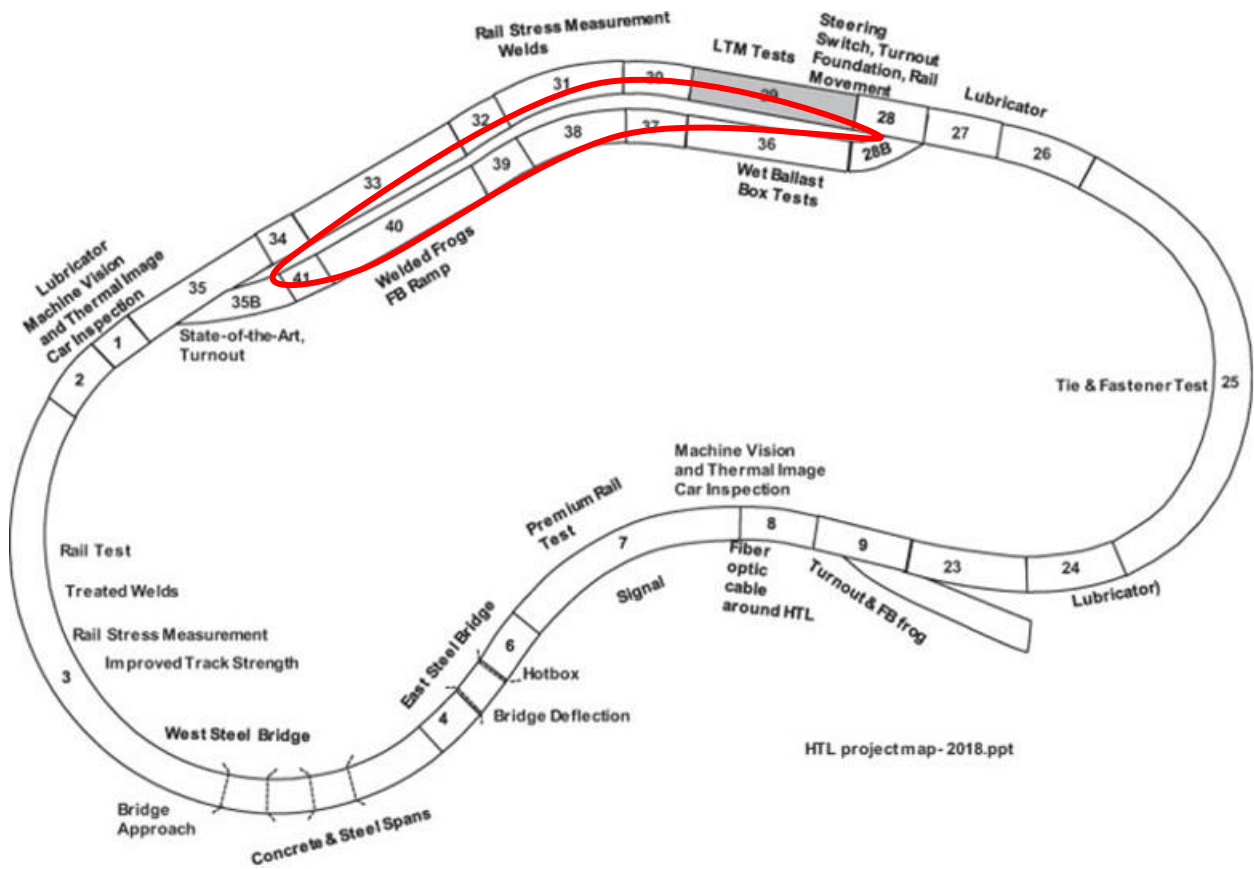 Rail Stress Measurement
Welds
LTM Tests
Steering
Switch, Turnout
Foundation, Rail
Movement
Lubricator
31
30
29
28
27
26
32
38
37
36
28B
33
39
Wet Ballast
Box Tests
34
40
41
Welded Frogs
FB Ramp
Lubricator
Machine Vision
and Thermal Image
Car Inspection
35
35B
State-of-the-Art,
Turnout
1
2
Tie & Fastener Test
25
Machine Vision
and Thermal Image
Car Inspection
Premium Rail
Test
7
8
9
23
24
Signal
Fiber
optic
cable
around HTL
Turnout & FB frog
Lubricator)
Rail Test
Treated Welds
Rail Stress Measurement
Improved Track Strength
3
East Steel Bridge
6
Hotbox
4
Bridge Deflection
West Steel Bridge
HTL project map- 2018.ppt
Bridge
Approach
Concrete & Steel Spans